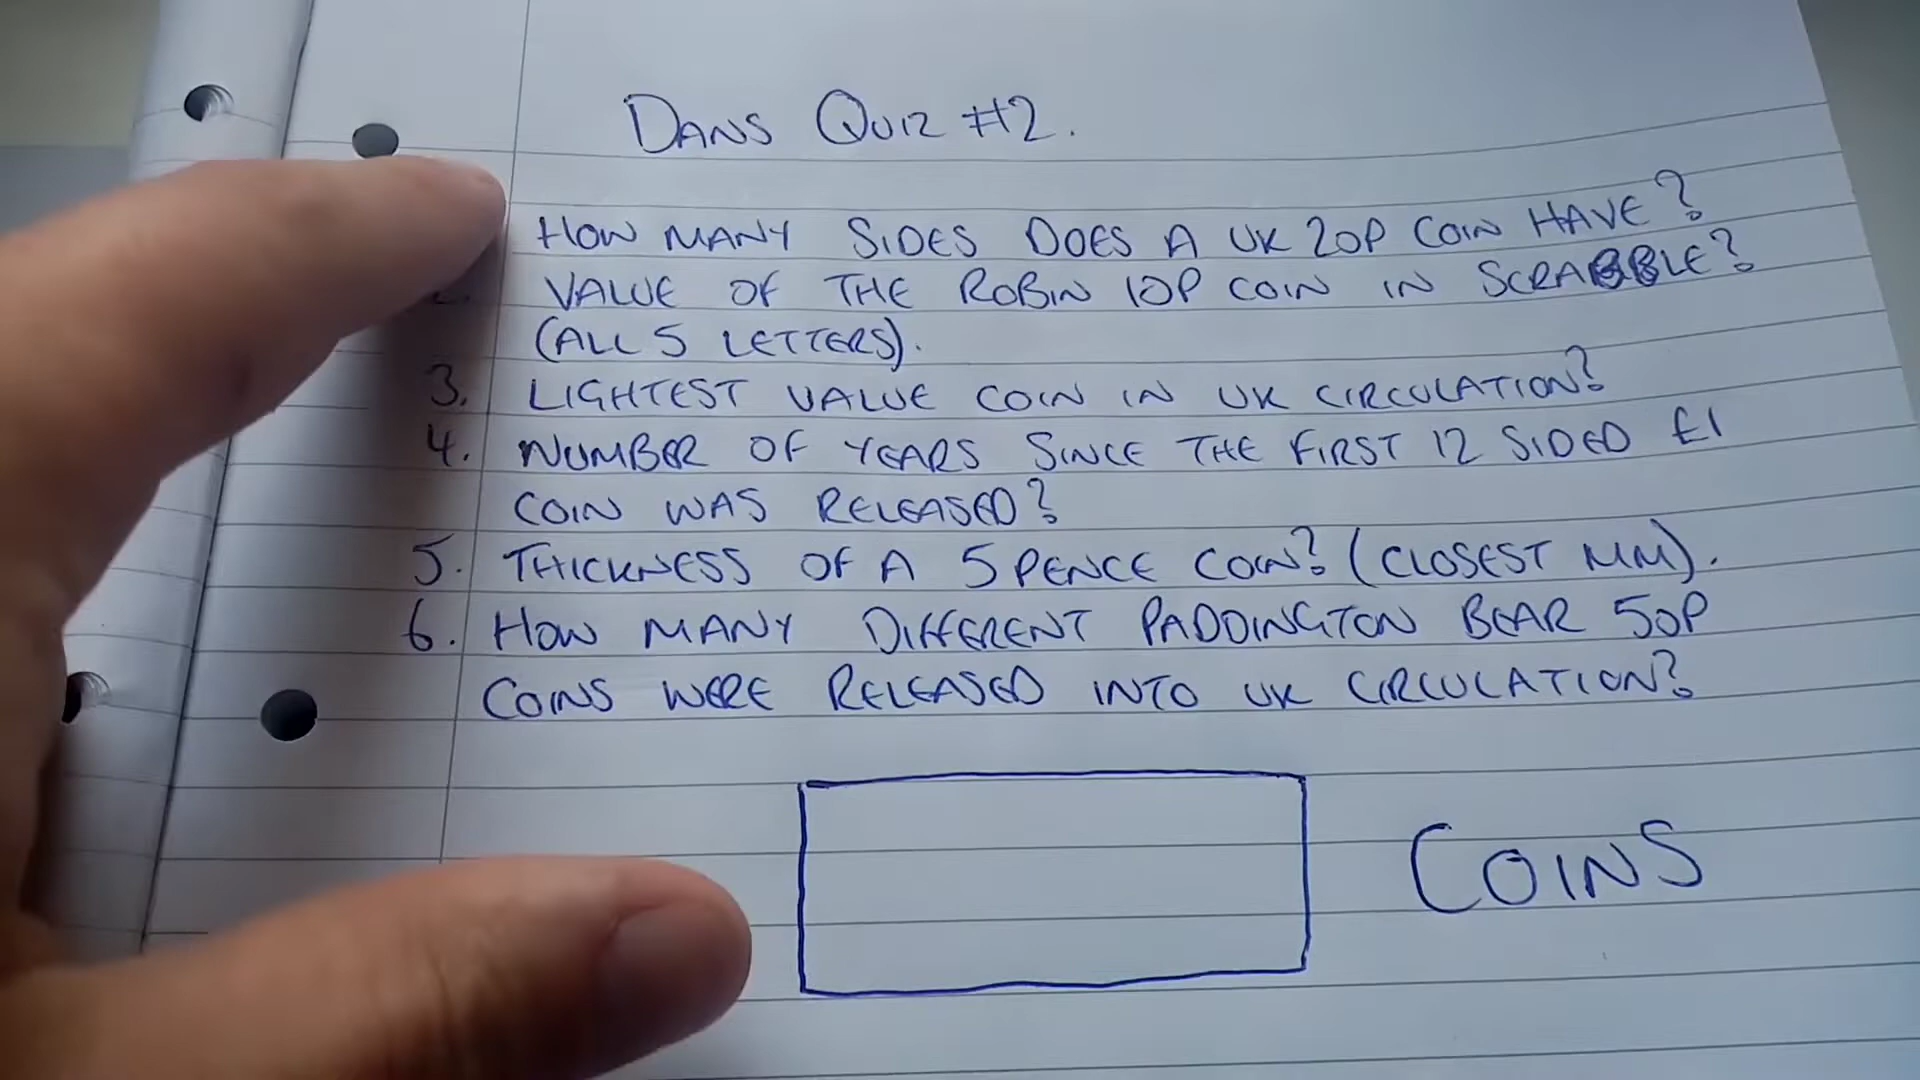 DANS QUIZ #2.
HOW MANY SIDES DOES A UK 20P COIN HAVE?
2. VALUE OF THE ROBIN 10P COIN IN SCRABBLE?
(ALL 5 LETTERS).
3. LIGHTEST VALUE COIN IN UK CIRCULATION?
4. NUMBER OF YEARS SINCE THE FIRST 12 SIDED £1
COIN WAS RELEASED?
5. THICKNESS OF A 5 PENCE COIN? (CLOSEST MM).
6. HOW MANY DIFFERENT PADDINGTON BEAR 50P
COINS WERE RELEASED INTO UK CIRCULATION?
COINS